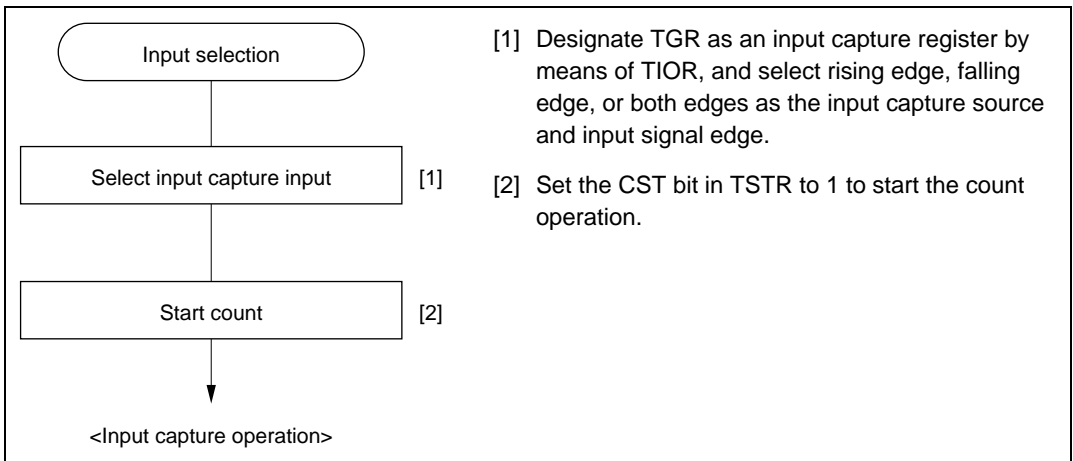 Input selection
Select input capture input
[1]
Start count
[2]
<Input capture operation>
[1] Designate TGR as an input capture register by
means of TIOR, and select rising edge, falling
edge, or both edges as the input capture source
and input signal edge.
[2] Set the CST bit in TSTR to 1 to start the count
operation.